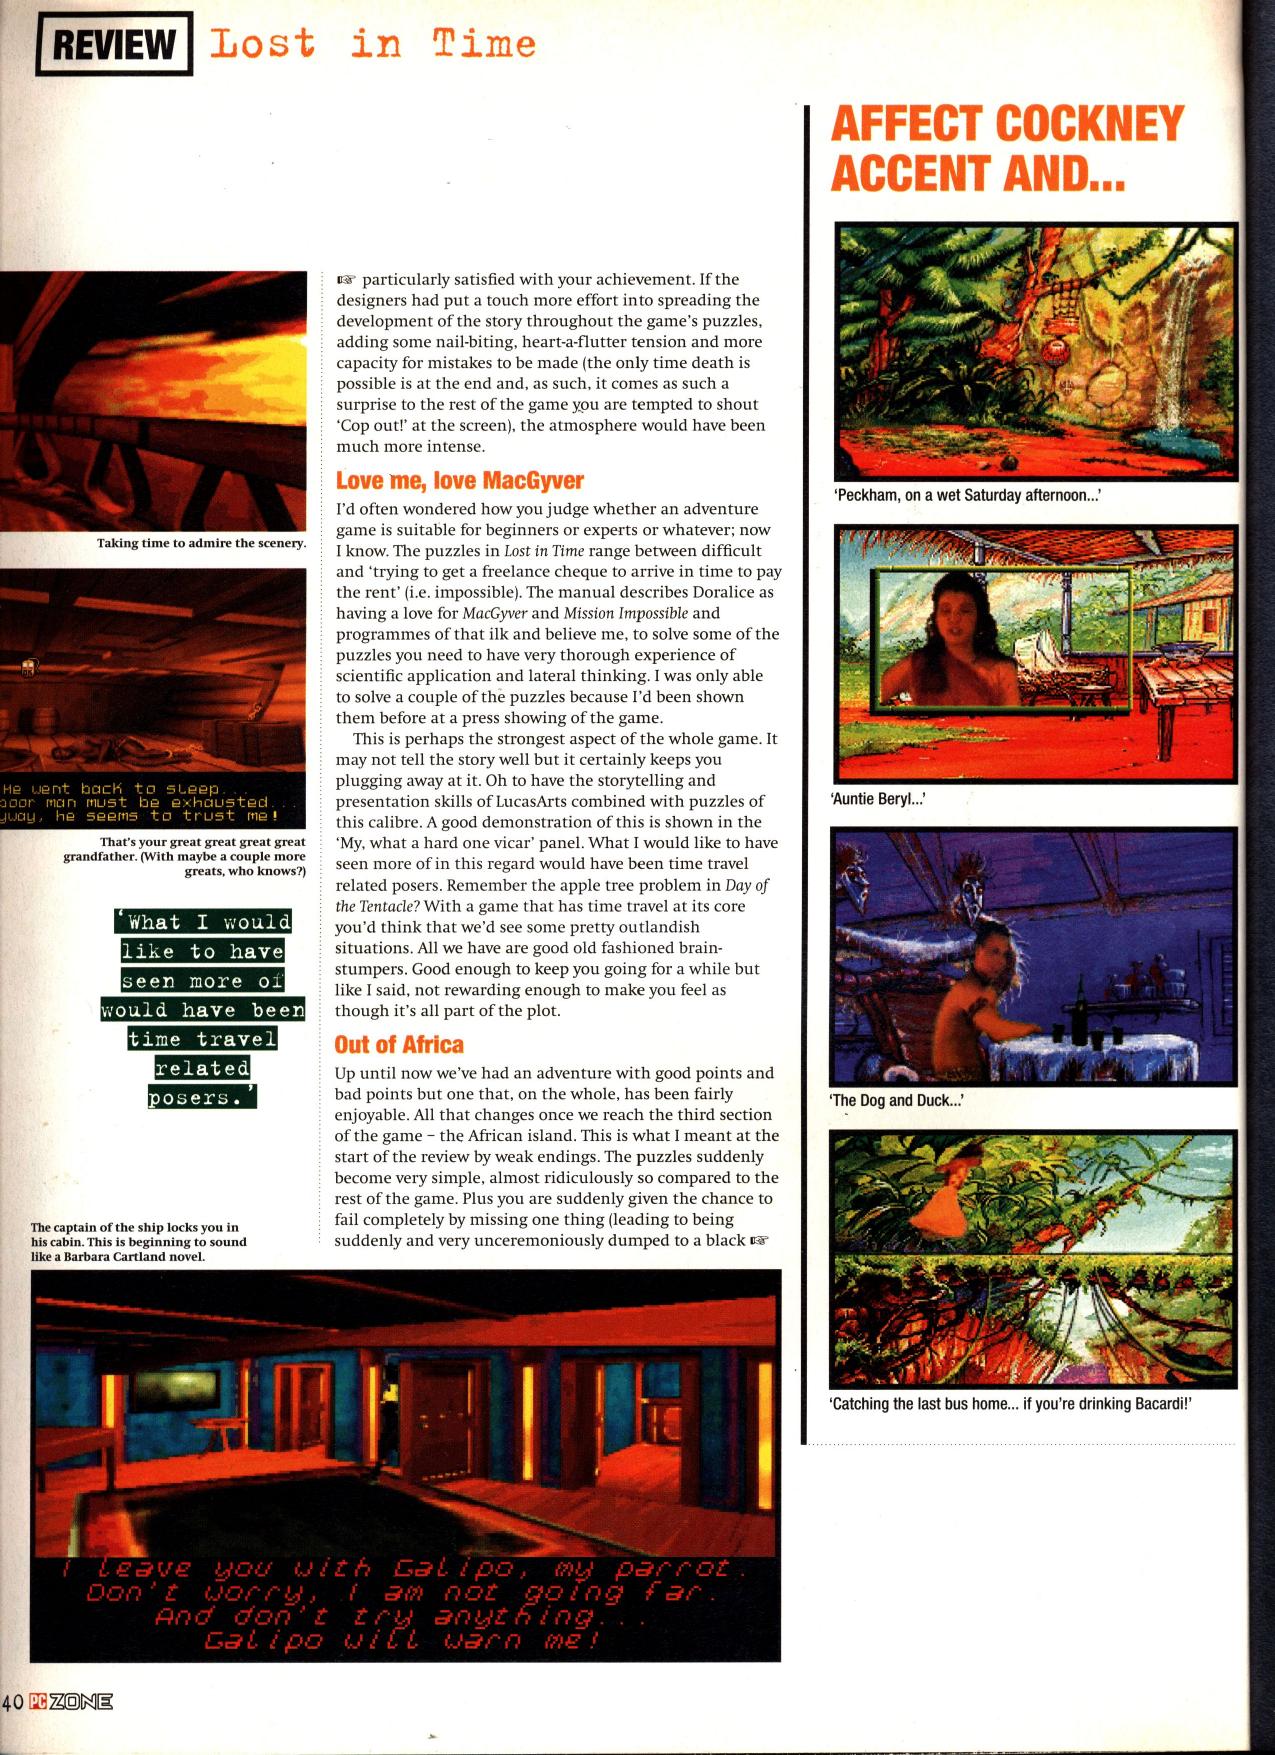 REVIEW Lost in Time
Taking time to admire the scenery.
He went back to sleep...
poor man must be exhausted...
yway, he seems to trust me!
That's your great great great great
grandfather. (With maybe a couple more
greats, who knows?)
‘What I would
like to have
seen more of
would have been
time travel
related
posers.’
☞ particularly satisfied with your achievement. If the
designers had put a touch more effort into spreading the
development of the story throughout the game's puzzles,
adding some nail-biting, heart-a-flutter tension and more
capacity for mistakes to be made (the only time death is
possible is at the end and, as such, it comes as such a
surprise to the rest of the game you are tempted to shout
‘Cop out!’ at the screen), the atmosphere would have been
much more intense.
Love me, love MacGyver
I'd often wondered how you judge whether an adventure
game is suitable for beginners or experts or whatever; now
I know. The puzzles in Lost in Time range between difficult
and ‘trying to get a freelance cheque to arrive in time to pay
the rent’ (i.e. impossible). The manual describes Doralice as
having a love for MacGyver and Mission Impossible and
programmes of that ilk and believe me, to solve some of the
puzzles you need to have very thorough experience of
scientific application and lateral thinking. I was only able
to solve a couple of the puzzles because I'd been shown
them before at a press showing of the game.
This is perhaps the strongest aspect of the whole game. It
may not tell the story well but it certainly keeps you
plugging away at it. Oh to have the storytelling and
presentation skills of LucasArts combined with puzzles of
this calibre. A good demonstration of this is shown in the
‘My, what a hard one vicar’ panel. What I would like to have
seen more of in this regard would have been time travel
related posers. Remember the apple tree problem in Day of
the Tentacle? With a game that has time travel at its core
you'd think that we'd see some pretty outlandish
situations. All we have are good old fashioned brain-
stumpers. Good enough to keep you going for a while but
like I said, not rewarding enough to make you feel as
though it's all part of the plot.
Out of Africa
Up until now we've had an adventure with good points and
bad points but one that, on the whole, has been fairly
enjoyable. All that changes once we reach the third section
of the game – the African island. This is what I meant at the
start of the review by weak endings. The puzzles suddenly
become very simple, almost ridiculously so compared to the
rest of the game. Plus you are suddenly given the chance to
fail completely by missing one thing (leading to being
suddenly and very unceremoniously dumped to a black ☞
The captain of the ship locks you in
his cabin. This is beginning to sound
like a Barbara Cartland novel.
I leave you with Galipo, my parrot.
Don't worry, I am not going far.
And don't try anything...
Galipo will warn me!
AFFECT COCKNEY
ACCENT AND...
‘Peckham, on a wet Saturday afternoon...’
‘Auntie Beryl...’
‘The Dog and Duck...’
‘Catching the last bus home... if you're drinking Bacardi!’
40 PC ZONE